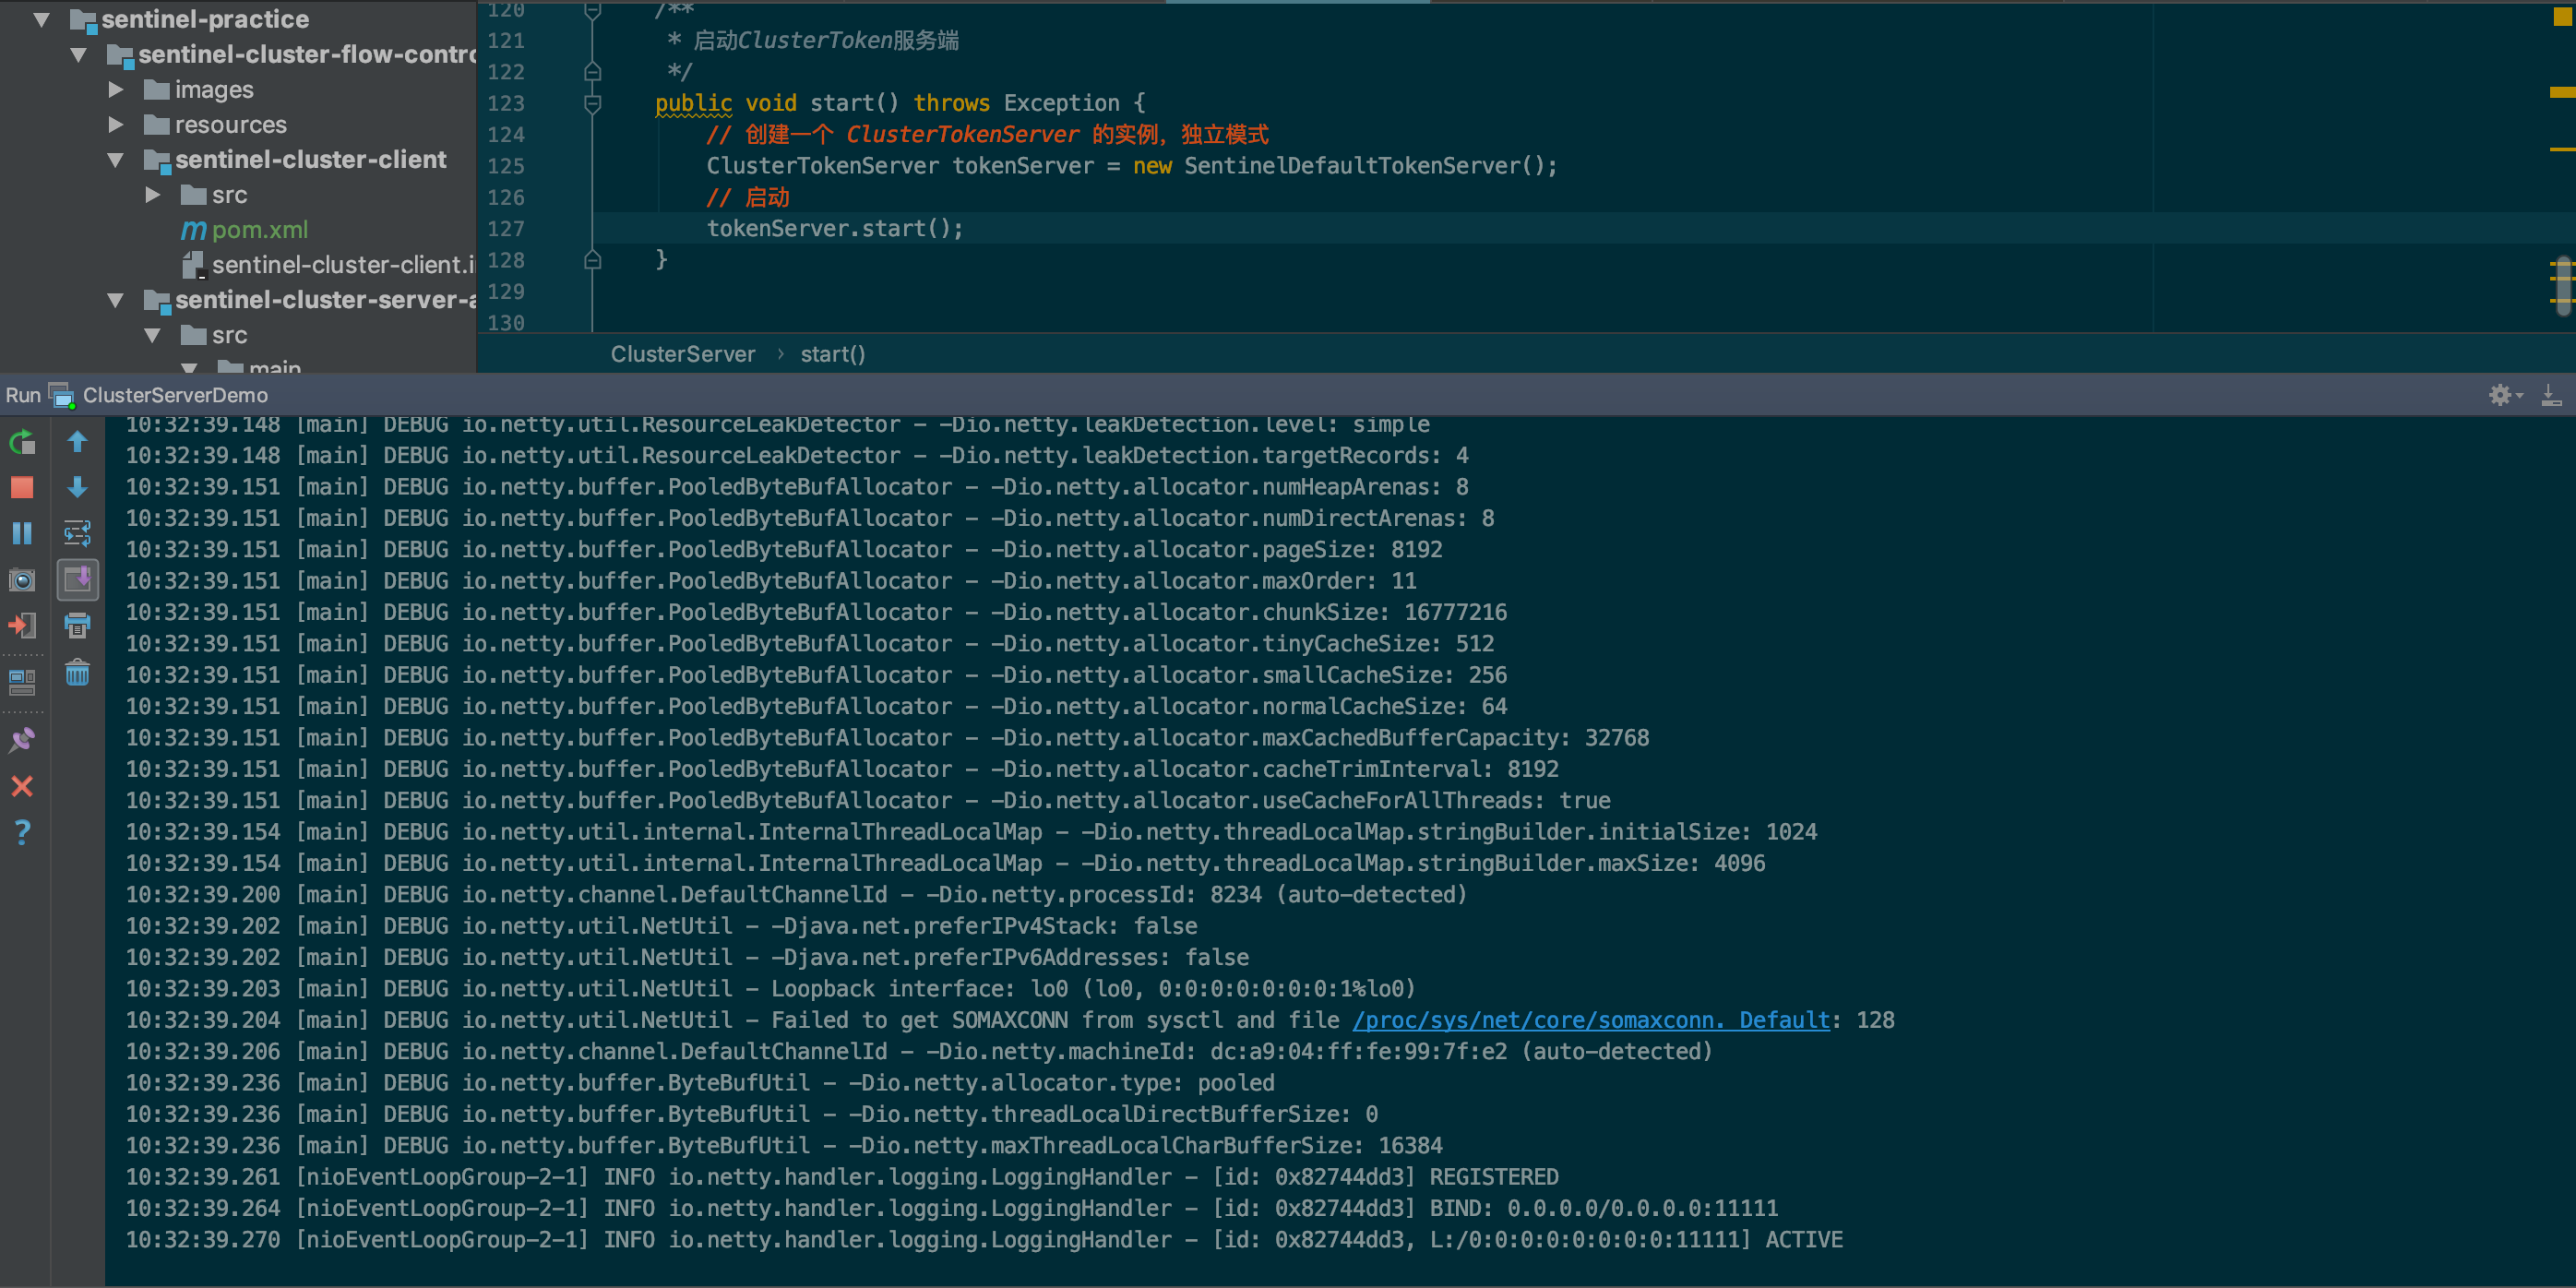 sentinel-practice
sentinel-cluster-flow-contro
images
resources
sentinel-cluster-client
src
pom.xml
sentinel-cluster-client.i
sentinel-cluster-server-a
src
main
120 /**
121 * 启动ClusterToken服务端
122 */
123 public void start() throws Exception {
124 // 创建一个 ClusterTokenServer 的实例，独立模式
125 ClusterTokenServer tokenServer = new SentinelDefaultTokenServer();
126 // 启动
127 tokenServer.start();
128 }
129
130
ClusterServer › start()
Run ClusterServerDemo
10:32:39.148 [main] DEBUG io.netty.util.ResourceLeakDetector - -Dio.netty.leakDetection.level: simple
10:32:39.148 [main] DEBUG io.netty.util.ResourceLeakDetector - -Dio.netty.leakDetection.targetRecords: 4
10:32:39.151 [main] DEBUG io.netty.buffer.PooledByteBufAllocator - -Dio.netty.allocator.numHeapArenas: 8
10:32:39.151 [main] DEBUG io.netty.buffer.PooledByteBufAllocator - -Dio.netty.allocator.numDirectArenas: 8
10:32:39.151 [main] DEBUG io.netty.buffer.PooledByteBufAllocator - -Dio.netty.allocator.pageSize: 8192
10:32:39.151 [main] DEBUG io.netty.buffer.PooledByteBufAllocator - -Dio.netty.allocator.maxOrder: 11
10:32:39.151 [main] DEBUG io.netty.buffer.PooledByteBufAllocator - -Dio.netty.allocator.chunkSize: 16777216
10:32:39.151 [main] DEBUG io.netty.buffer.PooledByteBufAllocator - -Dio.netty.allocator.tinyCacheSize: 512
10:32:39.151 [main] DEBUG io.netty.buffer.PooledByteBufAllocator - -Dio.netty.allocator.smallCacheSize: 256
10:32:39.151 [main] DEBUG io.netty.buffer.PooledByteBufAllocator - -Dio.netty.allocator.normalCacheSize: 64
10:32:39.151 [main] DEBUG io.netty.buffer.PooledByteBufAllocator - -Dio.netty.allocator.maxCachedBufferCapacity: 32768
10:32:39.151 [main] DEBUG io.netty.buffer.PooledByteBufAllocator - -Dio.netty.allocator.cacheTrimInterval: 8192
10:32:39.151 [main] DEBUG io.netty.buffer.PooledByteBufAllocator - -Dio.netty.allocator.useCacheForAllThreads: true
10:32:39.154 [main] DEBUG io.netty.util.internal.InternalThreadLocalMap - -Dio.netty.threadLocalMap.stringBuilder.initialSize: 1024
10:32:39.154 [main] DEBUG io.netty.util.internal.InternalThreadLocalMap - -Dio.netty.threadLocalMap.stringBuilder.maxSize: 4096
10:32:39.200 [main] DEBUG io.netty.channel.DefaultChannelId - -Dio.netty.processId: 8234 (auto-detected)
10:32:39.202 [main] DEBUG io.netty.util.NetUtil - -Djava.net.preferIPv4Stack: false
10:32:39.202 [main] DEBUG io.netty.util.NetUtil - -Djava.net.preferIPv6Addresses: false
10:32:39.203 [main] DEBUG io.netty.util.NetUtil - Loopback interface: lo0 (lo0, 0:0:0:0:0:0:0:1%lo0)
10:32:39.204 [main] DEBUG io.netty.util.NetUtil - Failed to get SOMAXCONN from sysctl and file /proc/sys/net/core/somaxconn. Default: 128
10:32:39.206 [main] DEBUG io.netty.channel.DefaultChannelId - -Dio.netty.machineId: dc:a9:04:ff:fe:99:7f:e2 (auto-detected)
10:32:39.236 [main] DEBUG io.netty.buffer.ByteBufUtil - -Dio.netty.allocator.type: pooled
10:32:39.236 [main] DEBUG io.netty.buffer.ByteBufUtil - -Dio.netty.threadLocalDirectBufferSize: 0
10:32:39.236 [main] DEBUG io.netty.buffer.ByteBufUtil - -Dio.netty.maxThreadLocalCharBufferSize: 16384
10:32:39.261 [nioEventLoopGroup-2-1] INFO io.netty.handler.logging.LoggingHandler - [id: 0x82744dd3] REGISTERED
10:32:39.264 [nioEventLoopGroup-2-1] INFO io.netty.handler.logging.LoggingHandler - [id: 0x82744dd3] BIND: 0.0.0.0/0.0.0.0:11111
10:32:39.270 [nioEventLoopGroup-2-1] INFO io.netty.handler.logging.LoggingHandler - [id: 0x82744dd3, L:/0:0:0:0:0:0:0:0:11111] ACTIVE